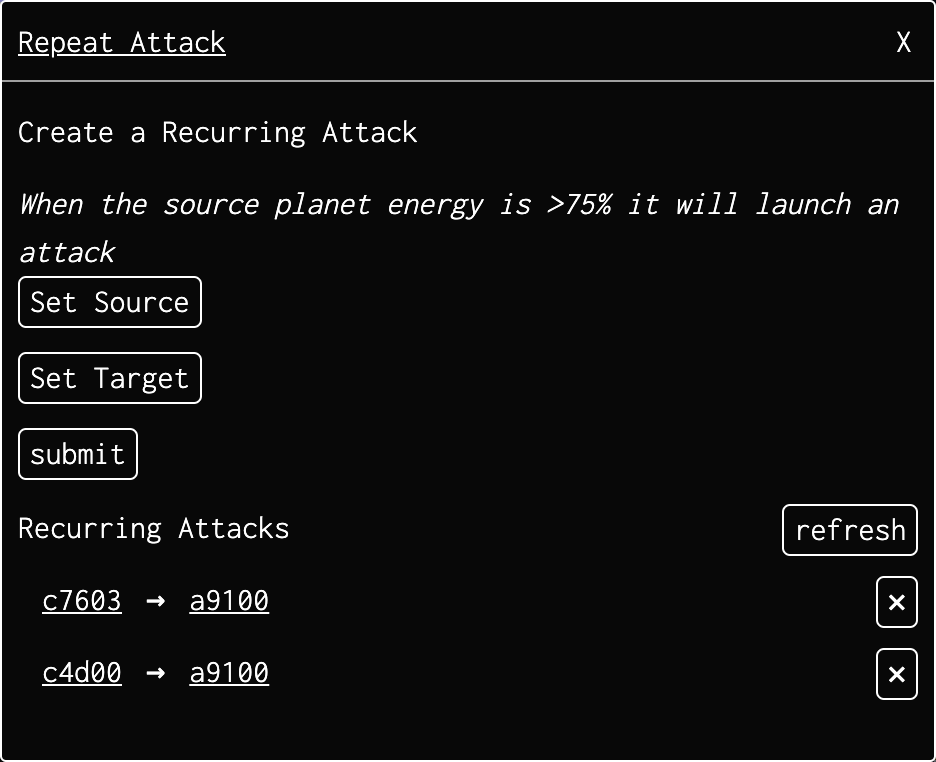 Repeat Attack X
Create a Recurring Attack
When the source planet energy is >75% it will launch an
attack
Set Source
Set Target
submit
Recurring Attacks refresh
c7603 → a9100 ×
c4d00 → a9100 ×